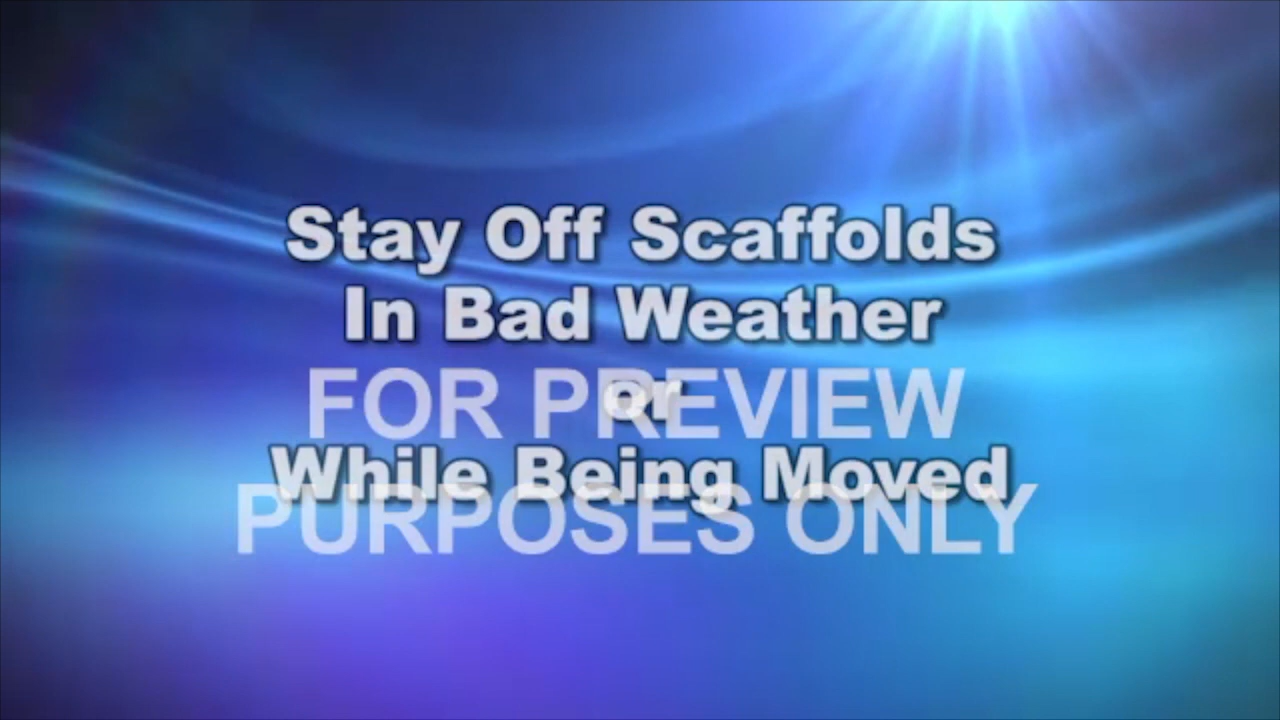 Stay Off Scaffolds
In Bad Weather
or
FOR PREVIEW
While Being Moved
PURPOSES ONLY